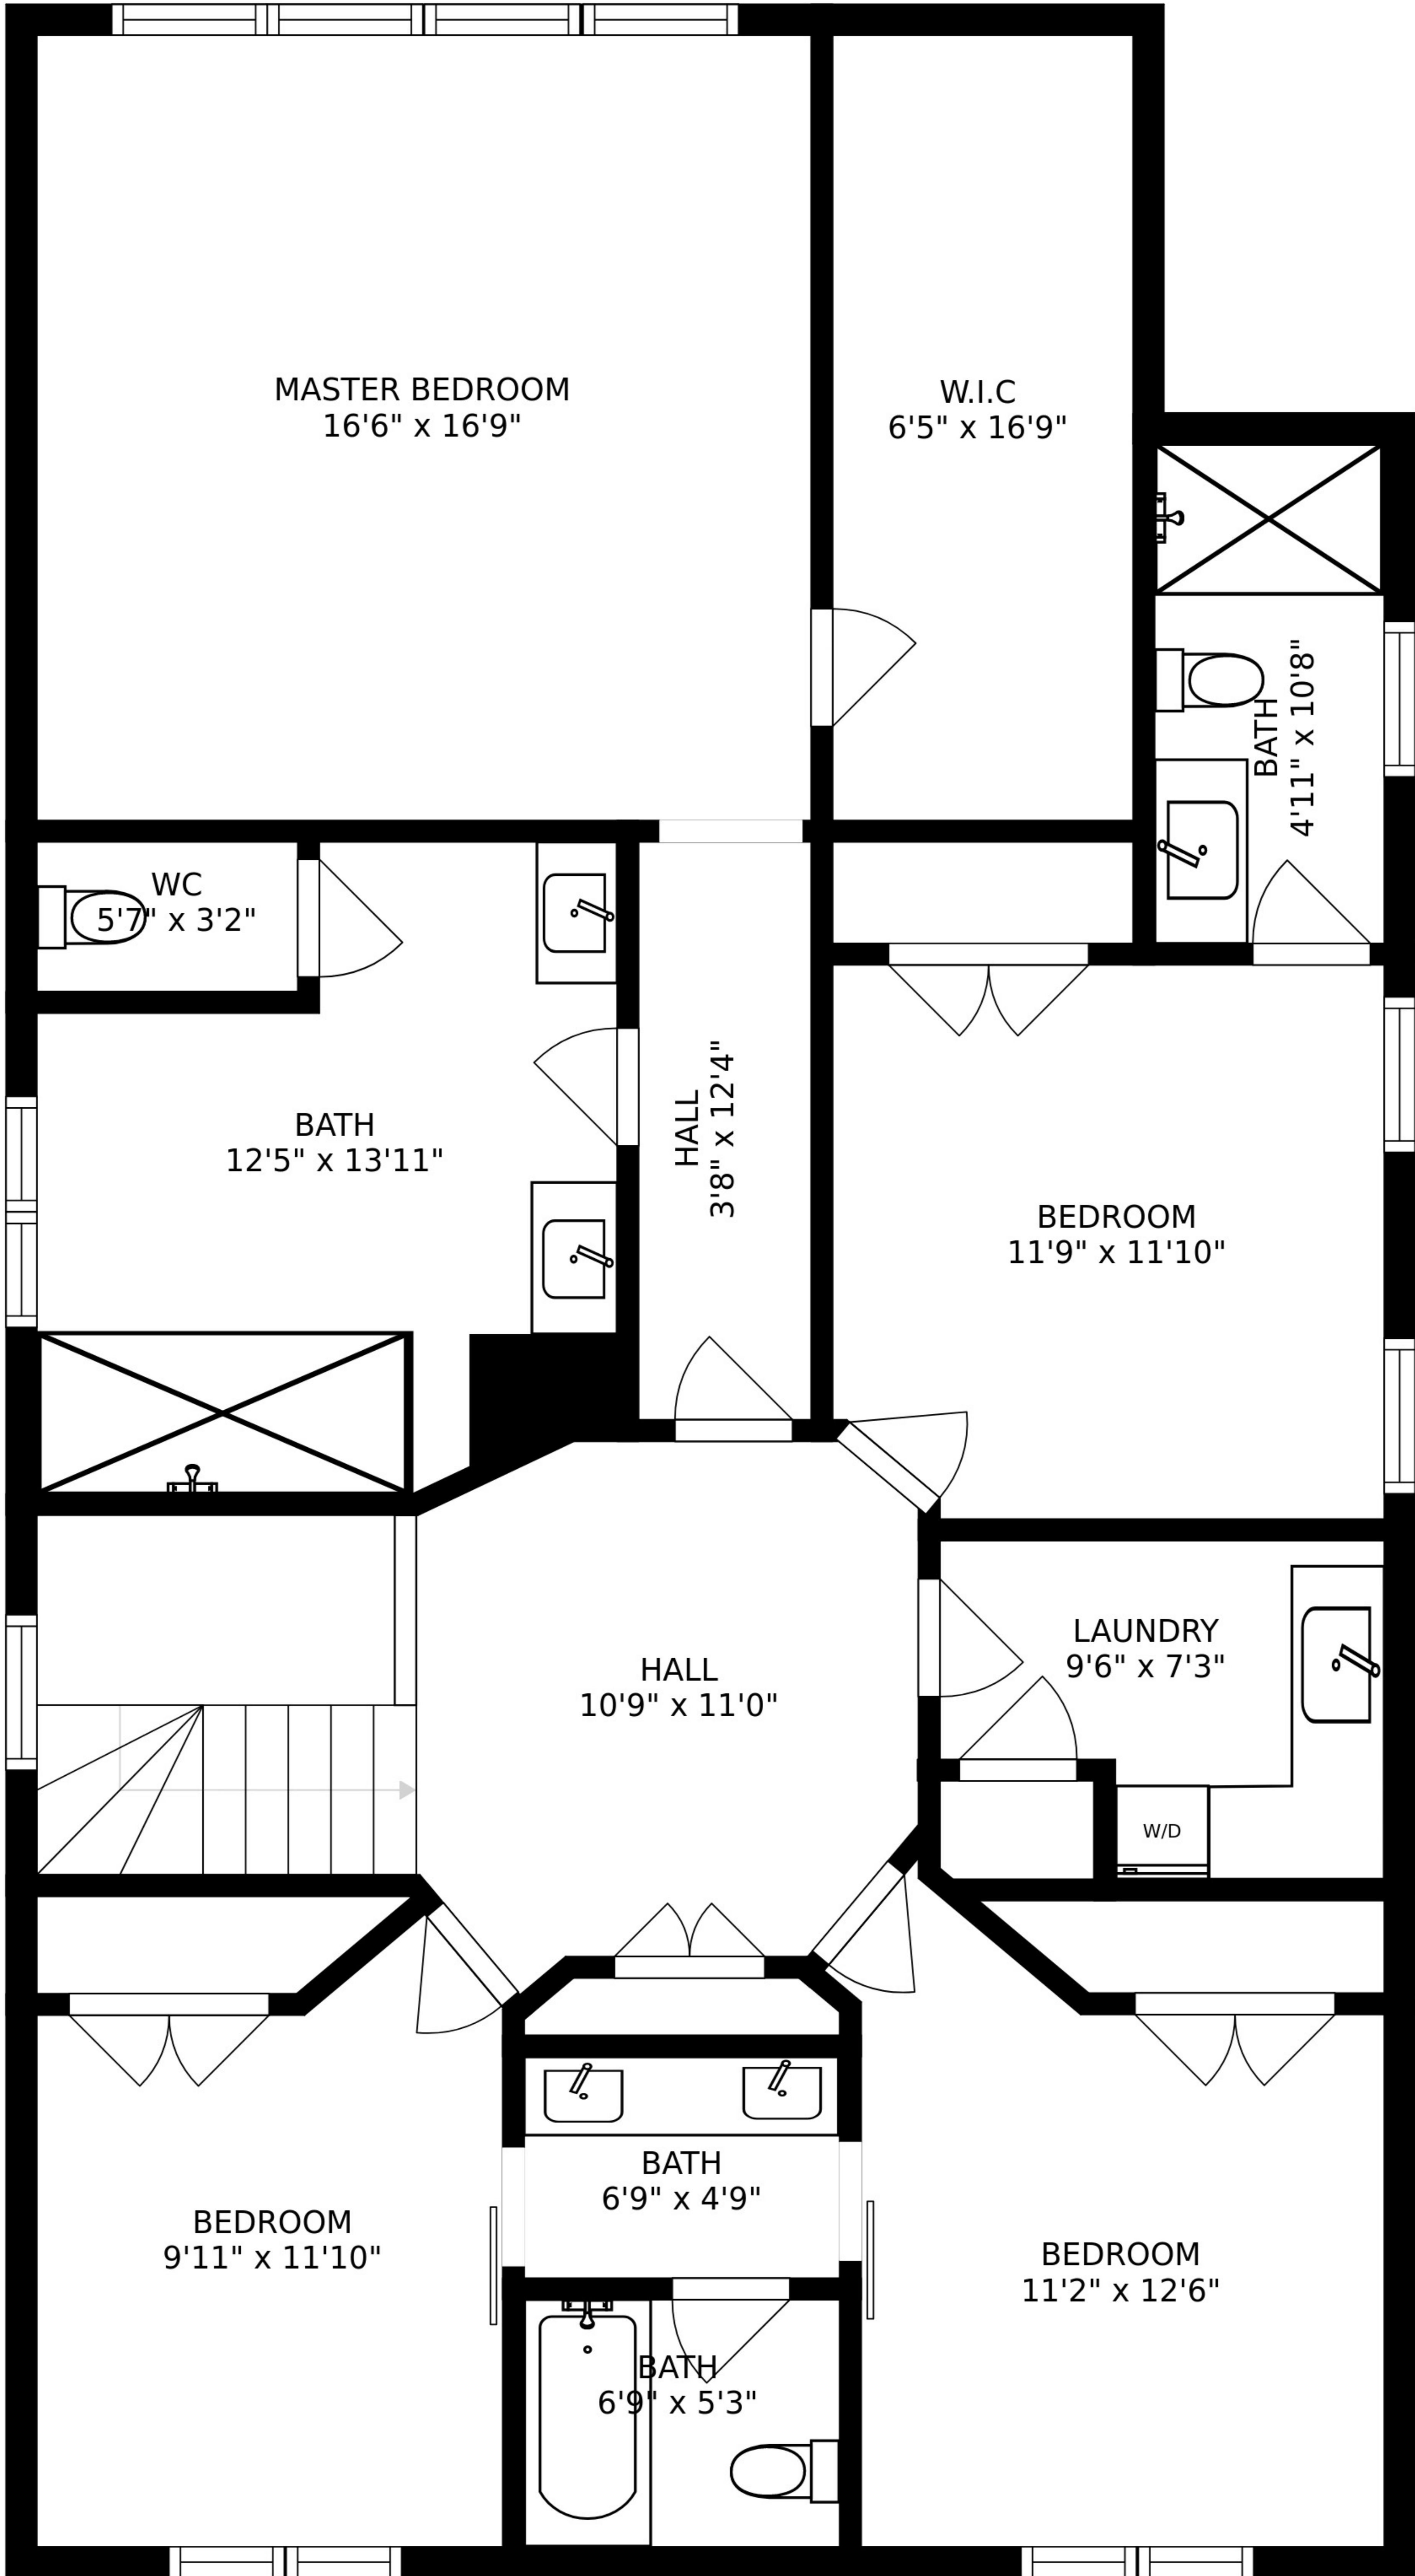 MASTER BEDROOM
16'6" x 16'9"
W.I.C
6'5" x 16'9"
BATH
4'11" x 10'8"
WC
5'7" x 3'2"
BATH
12'5" x 13'11"
HALL
3'8" x 12'4"
BEDROOM
11'9" x 11'10"
HALL
10'9" x 11'0"
LAUNDRY
9'6" x 7'3"
W/D
BATH
6'9" x 4'9"
BEDROOM
9'11" x 11'10"
BEDROOM
11'2" x 12'6"
BATH
6'9" x 5'3"